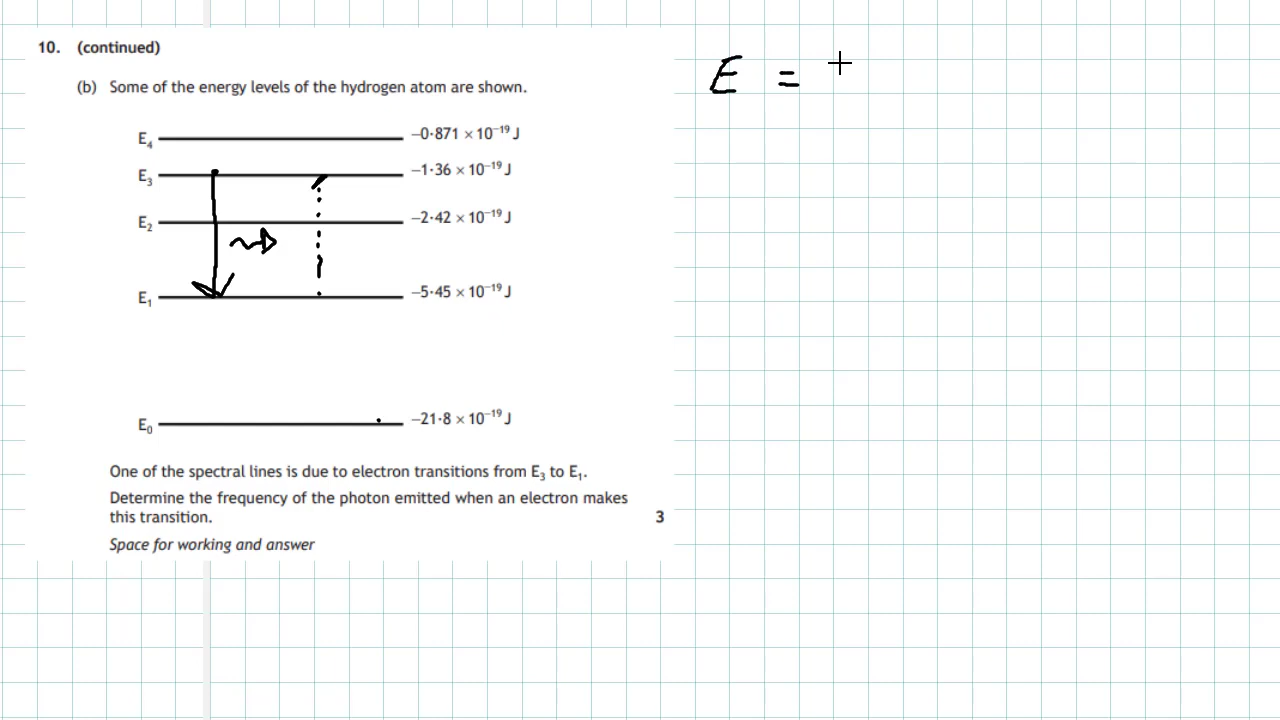 10. (continued)
(b) Some of the energy levels of the hydrogen atom are shown.
E₄ −0·871 × 10⁻¹⁹ J
E₃ −1·36 × 10⁻¹⁹ J
E₂ −2·42 × 10⁻¹⁹ J
E₁ −5·45 × 10⁻¹⁹ J
E₀ −21·8 × 10⁻¹⁹ J
One of the spectral lines is due to electron transitions from E₃ to E₁.
Determine the frequency of the photon emitted when an electron makes
this transition. 3
Space for working and answer
E =